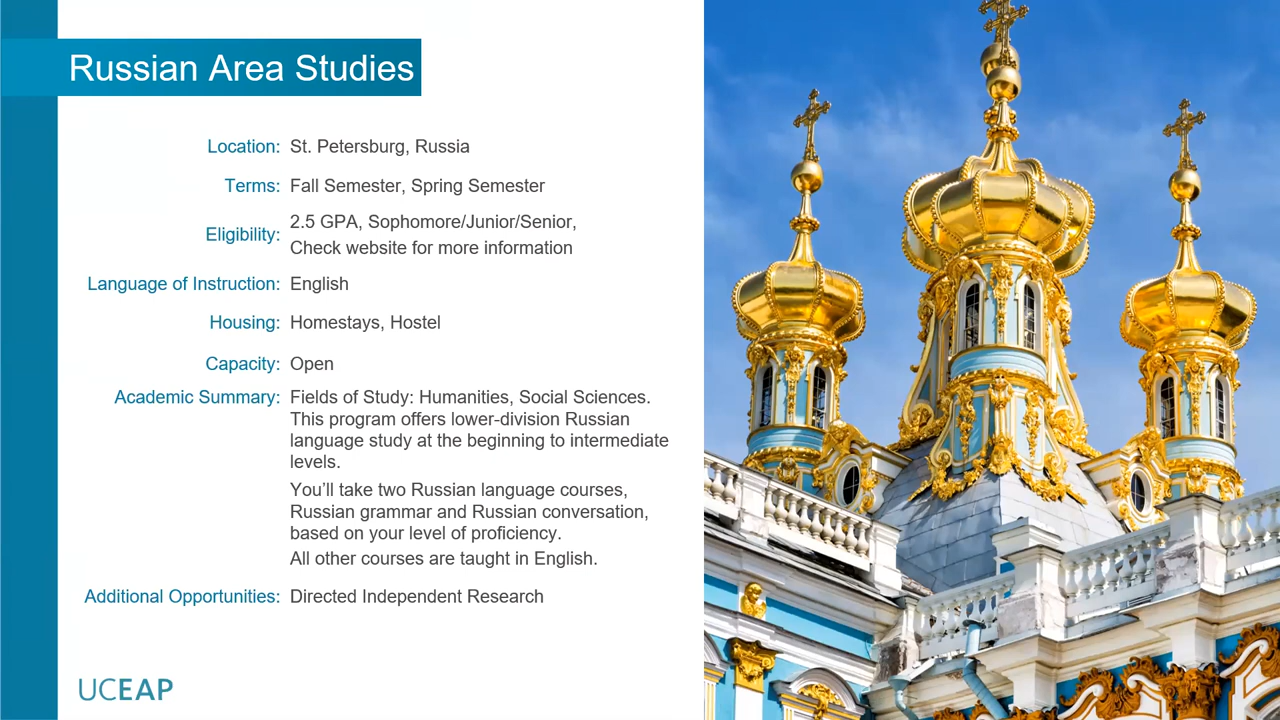 Russian Area Studies
Location: St. Petersburg, Russia
Terms: Fall Semester, Spring Semester
Eligibility: 2.5 GPA, Sophomore/Junior/Senior,
Check website for more information
Language of Instruction: English
Housing: Homestays, Hostel
Capacity: Open
Academic Summary: Fields of Study: Humanities, Social Sciences.
This program offers lower-division Russian
language study at the beginning to intermediate
levels.
You’ll take two Russian language courses,
Russian grammar and Russian conversation,
based on your level of proficiency.
All other courses are taught in English.
Additional Opportunities: Directed Independent Research
UCEAP